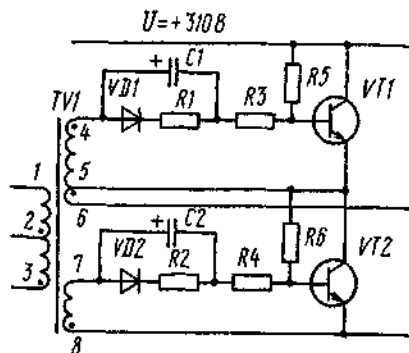 U=+310В
+ C1
VD1
R1
R3
R5
VT1
TV1
4
5
6
1
2
3
+ C2
VD2
R2
R4
R6
VT2
7
8